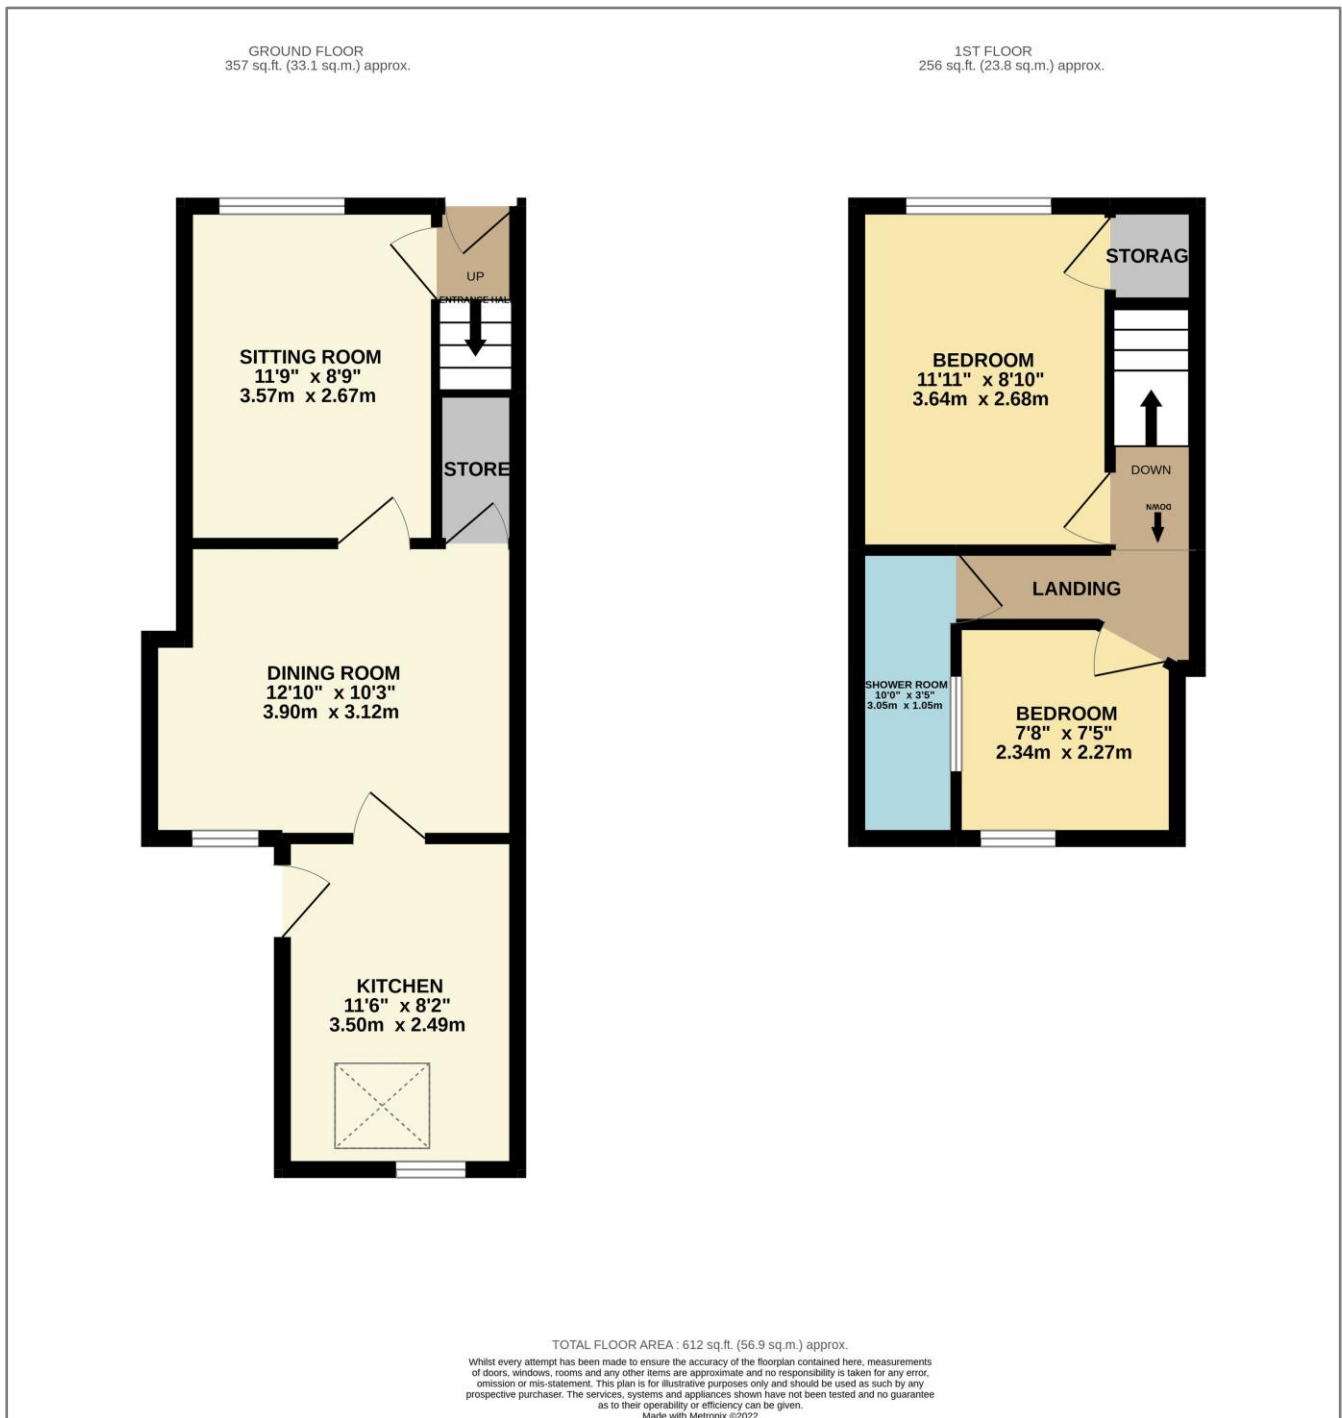 GROUND FLOOR
357 sq.ft. (33.1 sq.m.) approx.
1ST FLOOR
256 sq.ft. (23.8 sq.m.) approx.
UP
ENTRANCE HAL
SITTING ROOM
11'9" x 8'9"
3.57m x 2.67m
STORE
DINING ROOM
12'10" x 10'3"
3.90m x 3.12m
KITCHEN
11'6" x 8'2"
3.50m x 2.49m
STORAG
BEDROOM
11'11" x 8'10"
3.64m x 2.68m
DOWN
DOWN
LANDING
SHOWER ROOM
10'0" x 3'5"
3.05m x 1.05m
BEDROOM
7'8" x 7'5"
2.34m x 2.27m
TOTAL FLOOR AREA : 612 sq.ft. (56.9 sq.m.) approx.
Whilst every attempt has been made to ensure the accuracy of the floorplan contained here, measurements
of doors, windows, rooms and any other items are approximate and no responsibility is taken for any error,
omission or mis-statement. This plan is for illustrative purposes only and should be used as such by any
prospective purchaser. The services, systems and appliances shown have not been tested and no guarantee
as to their operability or efficiency can be given.
Made with Metropix ©2022